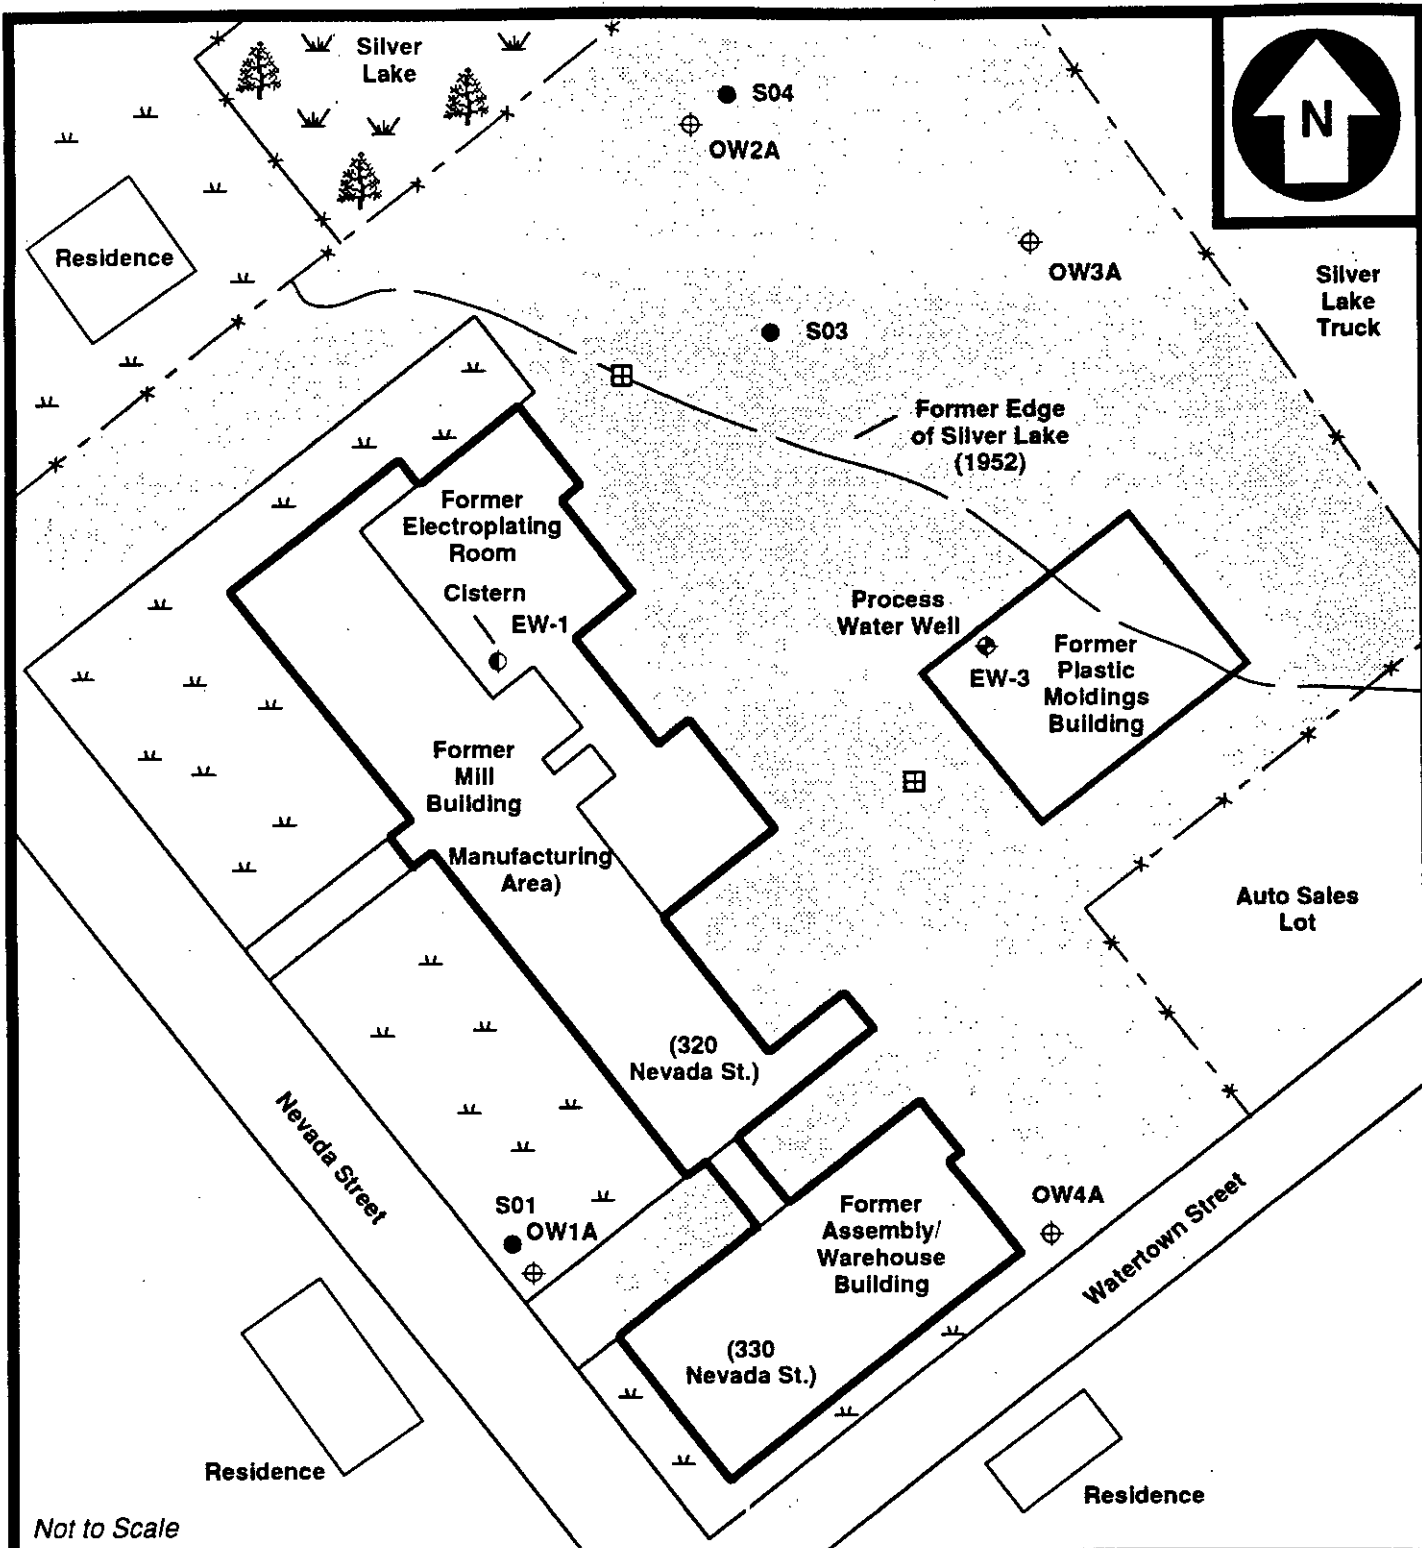 Silver
Lake
S04
OW2A
N
Residence
OW3A
Silver
Lake
Truck
S03
Former Edge
of Silver Lake
(1952)
Former
Electroplating
Room
Cistern
EW-1
Process
Water Well
EW-3
Former
Plastic
Moldings
Building
Former
Mill
Building
Manufacturing
Area)
Auto Sales
Lot
(320
Nevada St.)
Nevada Street
S01
OW1A
Former
Assembly/
Warehouse
Building
OW4A
Watertown Street
(330
Nevada St.)
Residence
Residence
Not to Scale